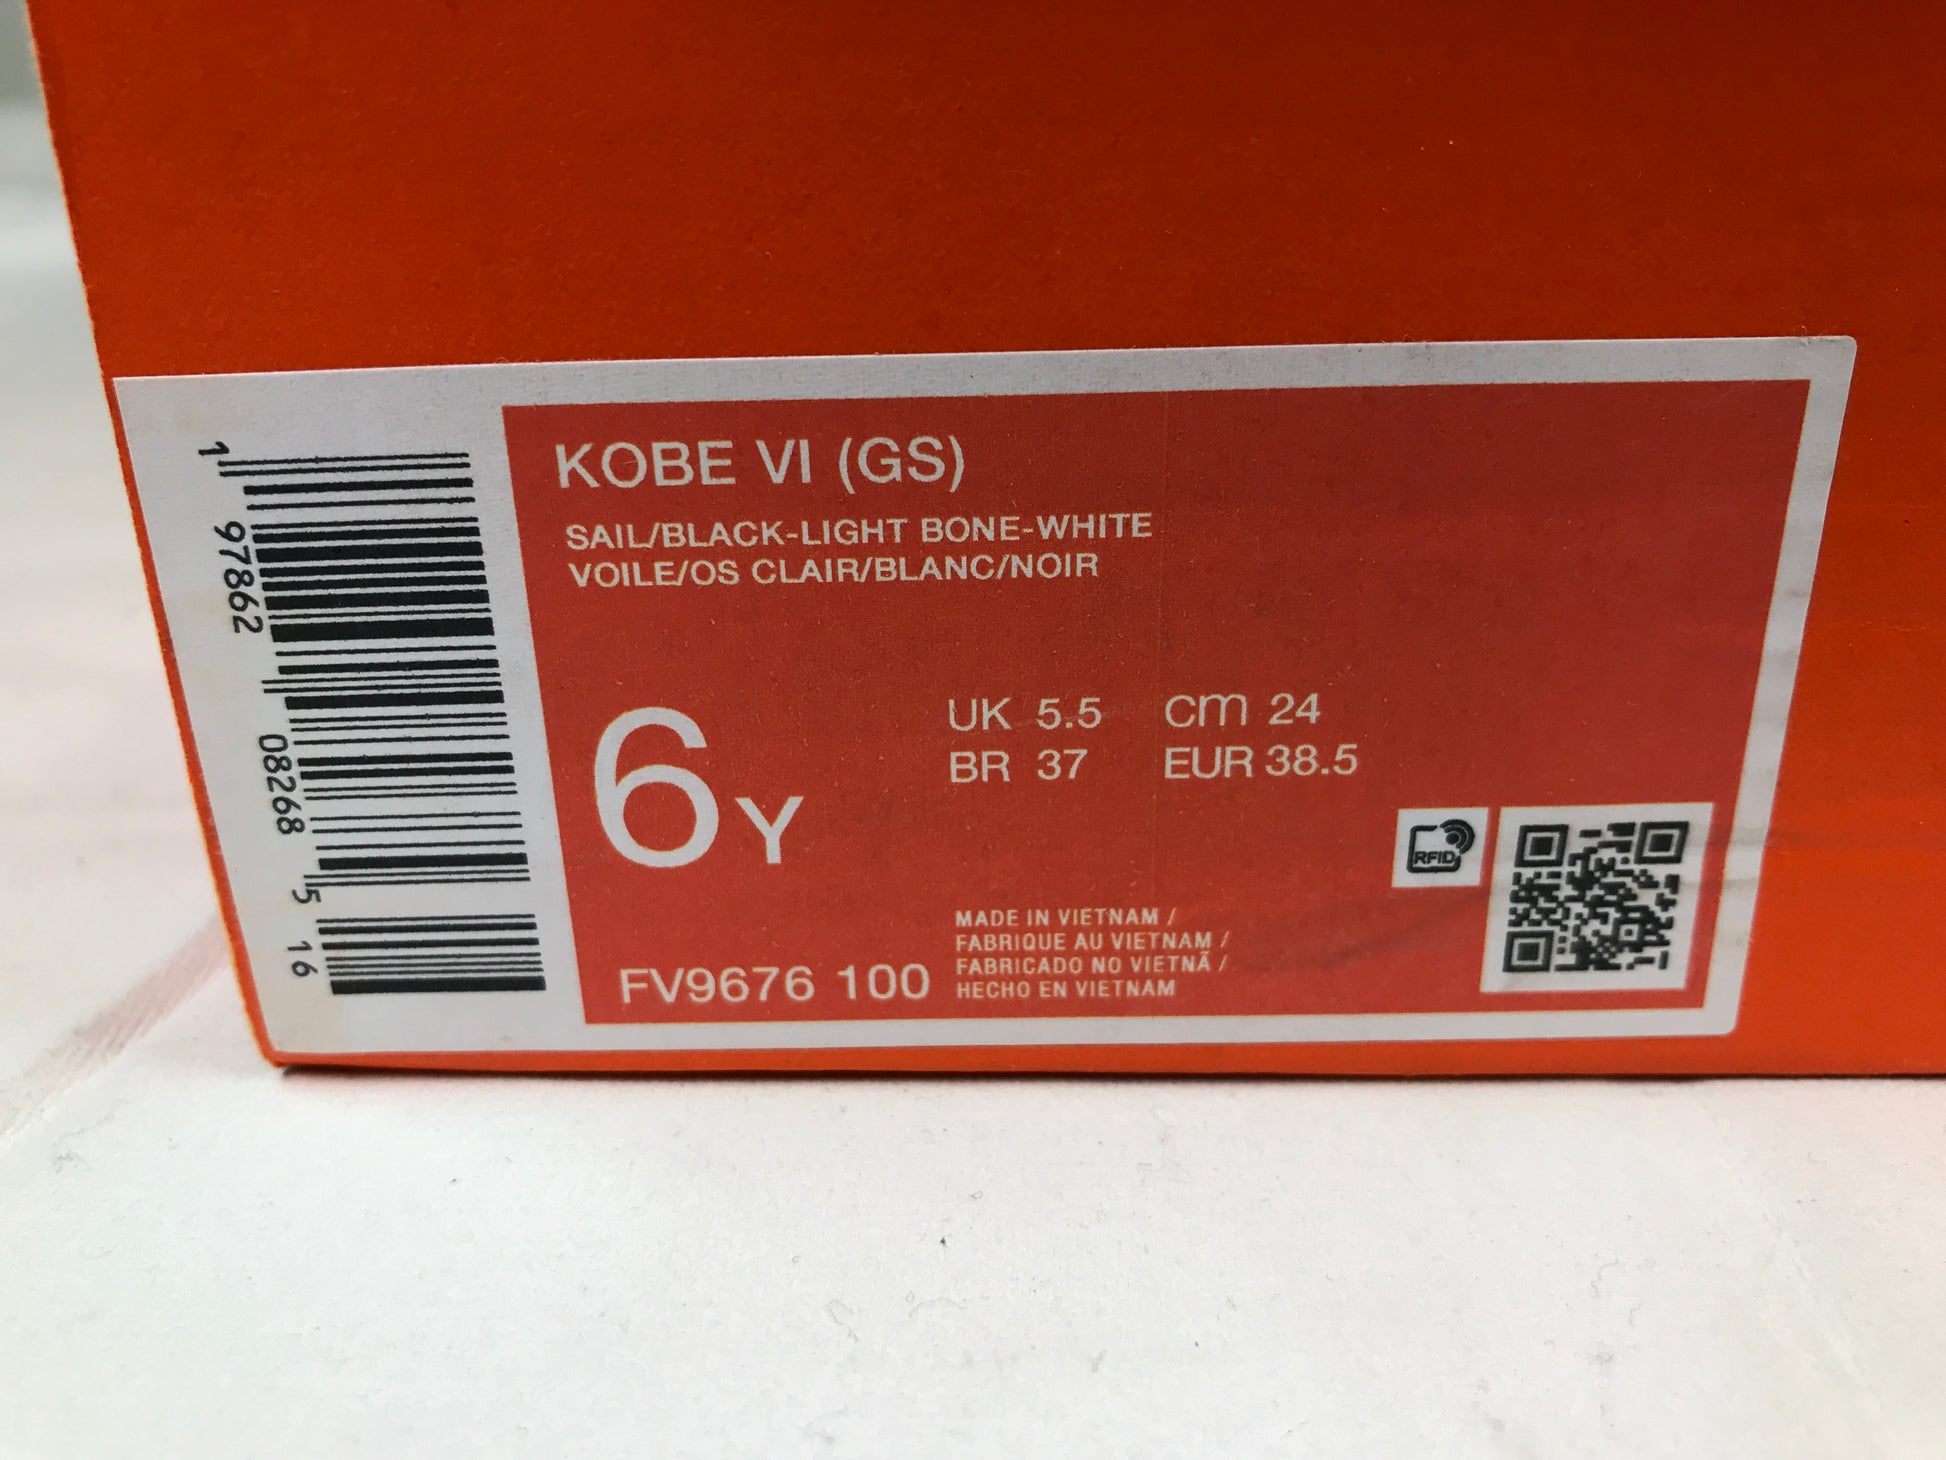 KOBE VI (GS)
SAIL/BLACK-LIGHT BONE-WHITE
VOILE/OS CLAIR/BLANC/NOIR
6Y
UK 5.5 cm 24
BR 37 EUR 38.5
RFID
MADE IN VIETNAM /
FABRIQUE AU VIETNAM /
FABRICADO NO VIETNÃ /
HECHO EN VIETNAM
FV9676 100
1 97862 08268 5 16